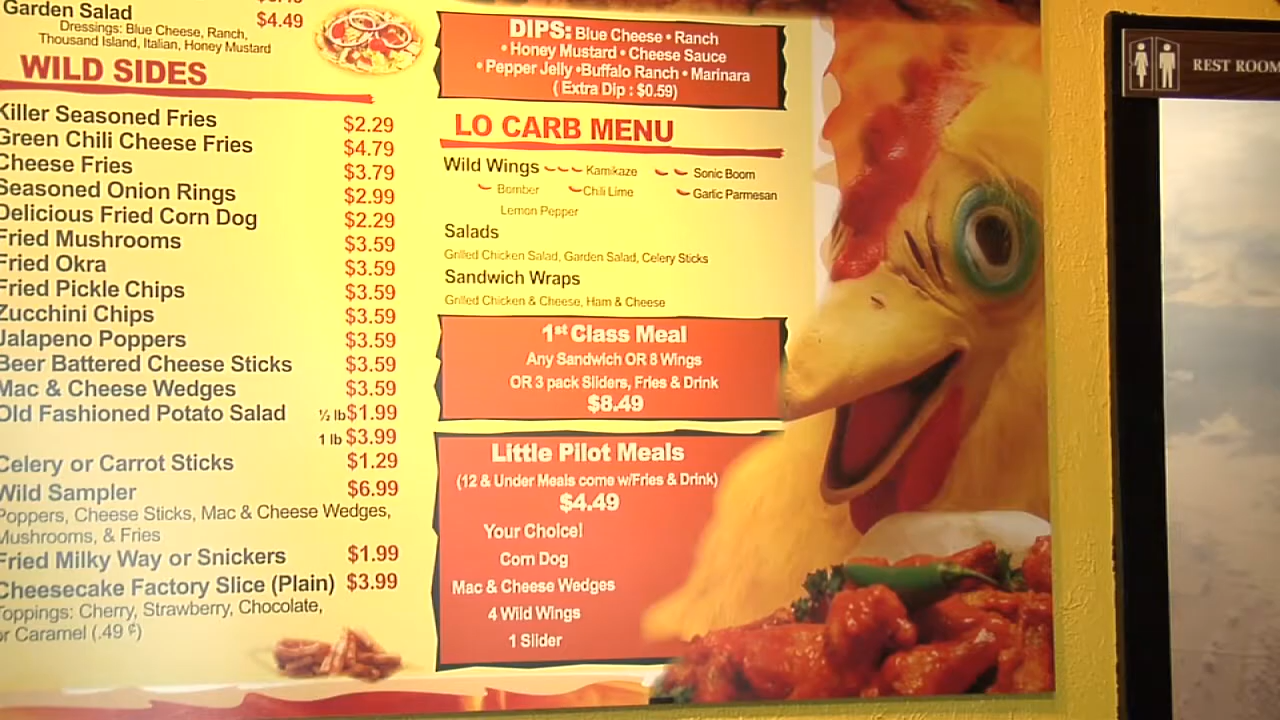 Garden Salad $4.49
Dressings: Blue Cheese, Ranch,
Thousand Island, Italian, Honey Mustard
WILD SIDES
Killer Seasoned Fries $2.29
Green Chili Cheese Fries $4.79
Cheese Fries $3.79
Seasoned Onion Rings $2.99
Delicious Fried Corn Dog $2.29
Fried Mushrooms $3.59
Fried Okra $3.59
Fried Pickle Chips $3.59
Zucchini Chips $3.59
Jalapeno Poppers $3.59
Beer Battered Cheese Sticks $3.59
Mac & Cheese Wedges $3.59
Old Fashioned Potato Salad ½ lb $1.99
1 lb $3.99
Celery or Carrot Sticks $1.29
Wild Sampler $6.99
Poppers, Cheese Sticks, Mac & Cheese Wedges,
Mushrooms, & Fries
Fried Milky Way or Snickers $1.99
Cheesecake Factory Slice (Plain) $3.99
Toppings: Cherry, Strawberry, Chocolate,
or Caramel (.49 ¢)
DIPS: Blue Cheese • Ranch
• Honey Mustard • Cheese Sauce
• Pepper Jelly •Buffalo Ranch • Marinara
( Extra Dip : $0.59)
LO CARB MENU
Wild Wings Kamikaze Sonic Boom
Bomber Chili Lime Garlic Parmesan
Lemon Pepper
Salads
Grilled Chicken Salad, Garden Salad, Celery Sticks
Sandwich Wraps
Grilled Chicken & Cheese, Ham & Cheese
1st Class Meal
Any Sandwich OR 8 Wings
OR 3 pack Sliders, Fries & Drink
$8.49
Little Pilot Meals
(12 & Under Meals come w/Fries & Drink)
$4.49
Your Choice!
Corn Dog
Mac & Cheese Wedges
4 Wild Wings
1 Slider
REST ROOM